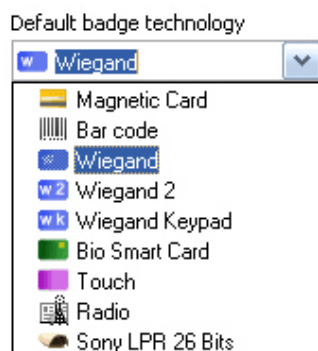 Default badge technology
w Wiegand
Magnetic Card
Bar code
Wiegand
w 2 Wiegand 2
w k Wiegand Keypad
Bio Smart Card
Touch
Radio
Sony LPR 26 Bits